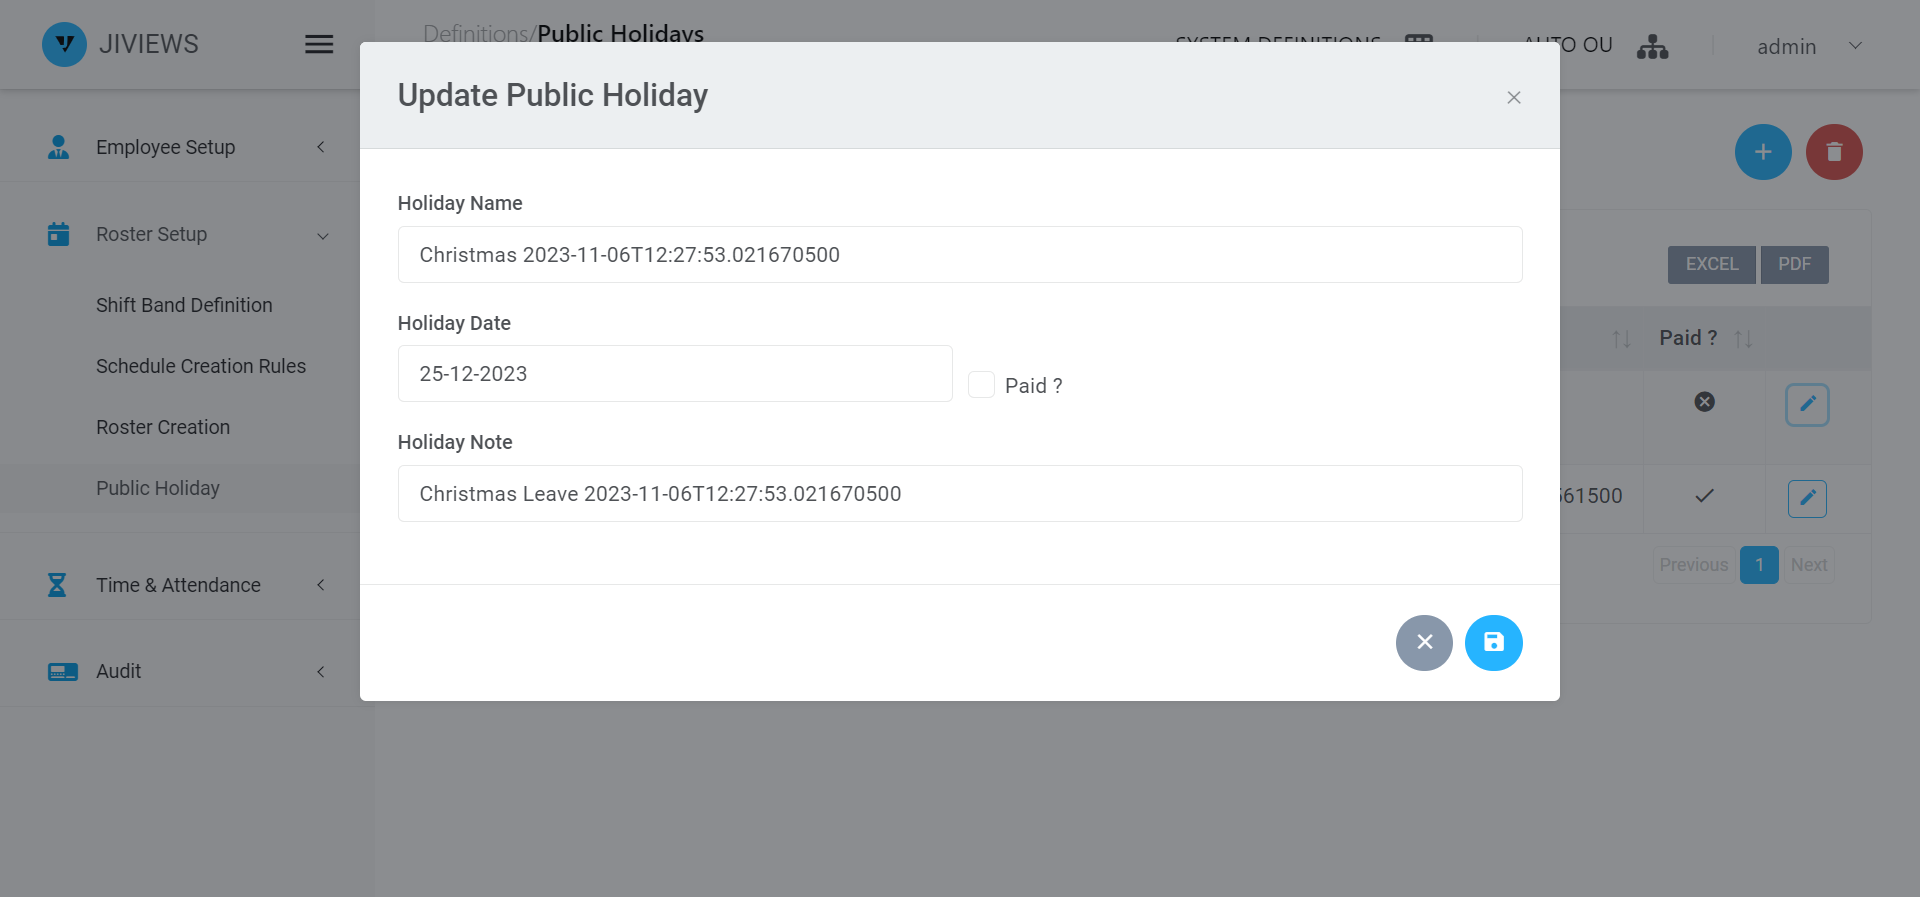 JIVIEWS
Definitions/Public Holidays
AUTO OU
admin
Employee Setup
Roster Setup
Shift Band Definition
Schedule Creation Rules
Roster Creation
Public Holiday
Time & Attendance
Audit
Update Public Holiday
Holiday Name
Christmas 2023-11-06T12:27:53.021670500
Holiday Date
25-12-2023
Paid ?
Holiday Note
Christmas Leave 2023-11-06T12:27:53.021670500
SYSTEM DEFINITIONS
EXCEL
PDF
Paid ?
61500
Previous
1
Next